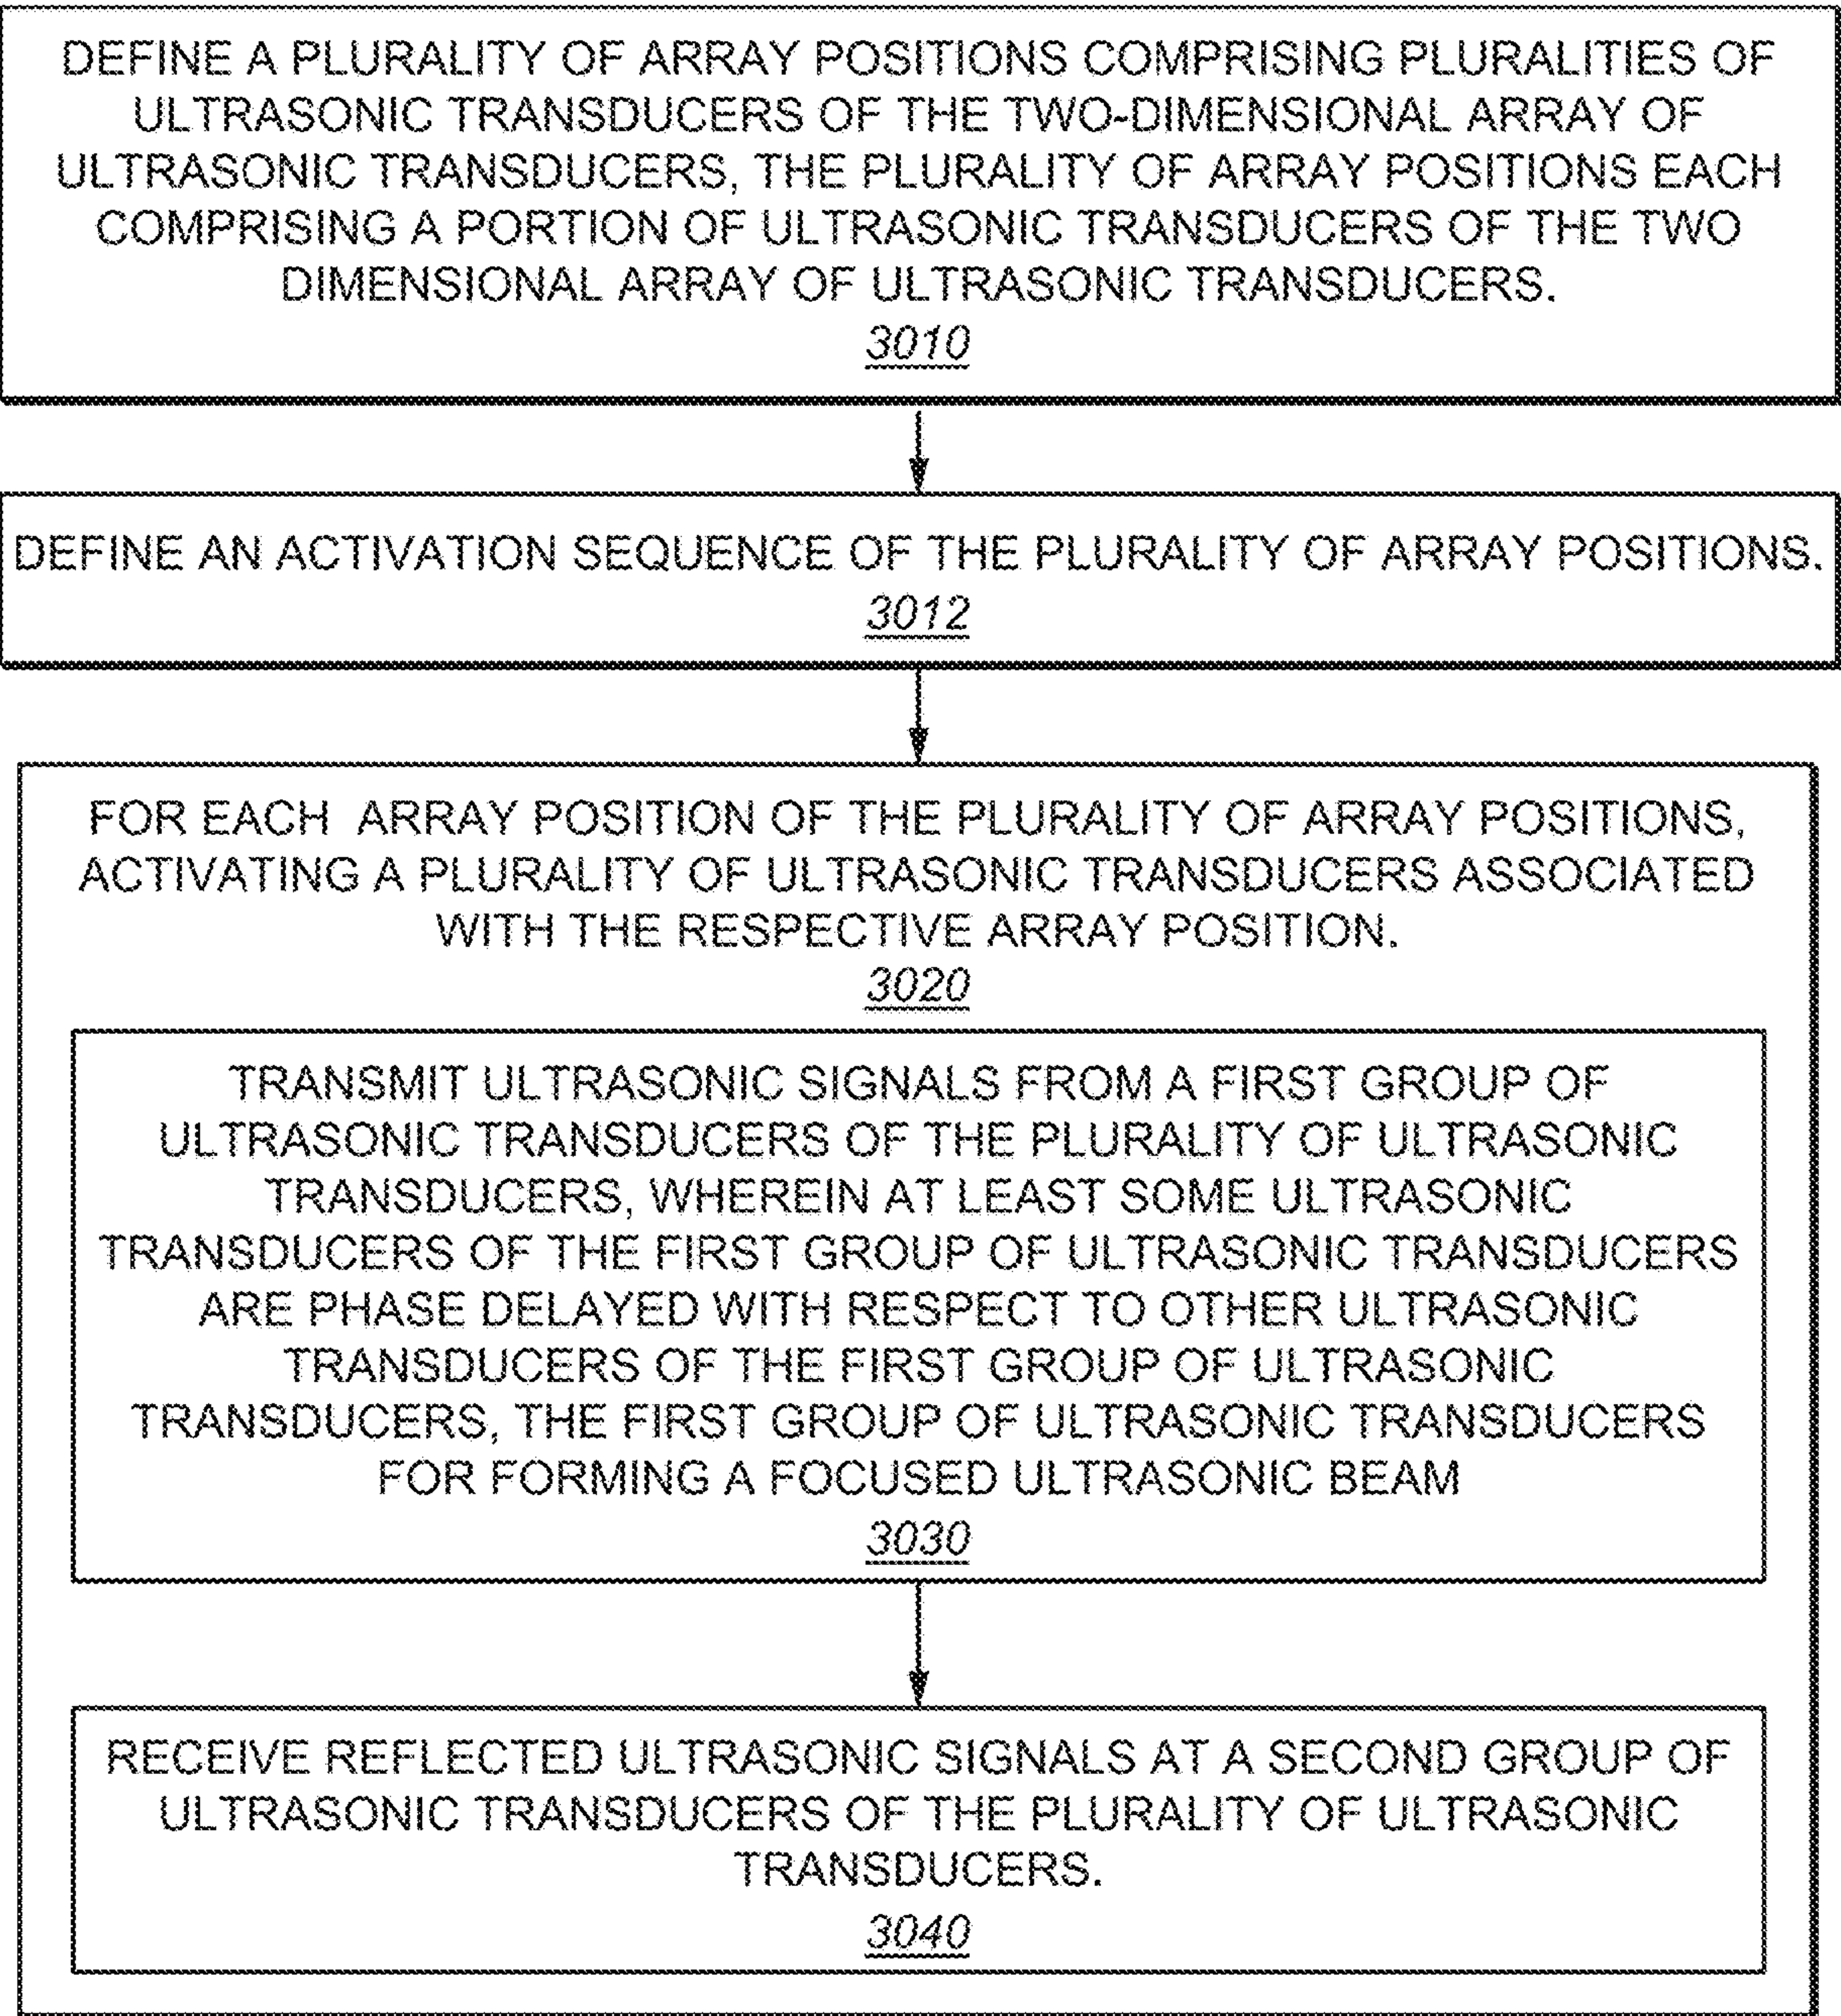 DEFINE A PLURALITY OF ARRAY POSITIONS COMPRISING PLURALITIES OF
ULTRASONIC TRANSDUCERS OF THE TWO-DIMENSIONAL ARRAY OF
ULTRASONIC TRANSDUCERS, THE PLURALITY OF ARRAY POSITIONS EACH
COMPRISING A PORTION OF ULTRASONIC TRANSDUCERS OF THE TWO
DIMENSIONAL ARRAY OF ULTRASONIC TRANSDUCERS.
3010
DEFINE AN ACTIVATION SEQUENCE OF THE PLURALITY OF ARRAY POSITIONS.
3012
FOR EACH ARRAY POSITION OF THE PLURALITY OF ARRAY POSITIONS,
ACTIVATING A PLURALITY OF ULTRASONIC TRANSDUCERS ASSOCIATED
WITH THE RESPECTIVE ARRAY POSITION.
3020
TRANSMIT ULTRASONIC SIGNALS FROM A FIRST GROUP OF
ULTRASONIC TRANSDUCERS OF THE PLURALITY OF ULTRASONIC
TRANSDUCERS, WHEREIN AT LEAST SOME ULTRASONIC
TRANSDUCERS OF THE FIRST GROUP OF ULTRASONIC TRANSDUCERS
ARE PHASE DELAYED WITH RESPECT TO OTHER ULTRASONIC
TRANSDUCERS OF THE FIRST GROUP OF ULTRASONIC
TRANSDUCERS, THE FIRST GROUP OF ULTRASONIC TRANSDUCERS
FOR FORMING A FOCUSED ULTRASONIC BEAM
3030
RECEIVE REFLECTED ULTRASONIC SIGNALS AT A SECOND GROUP OF
ULTRASONIC TRANSDUCERS OF THE PLURALITY OF ULTRASONIC
TRANSDUCERS.
3040